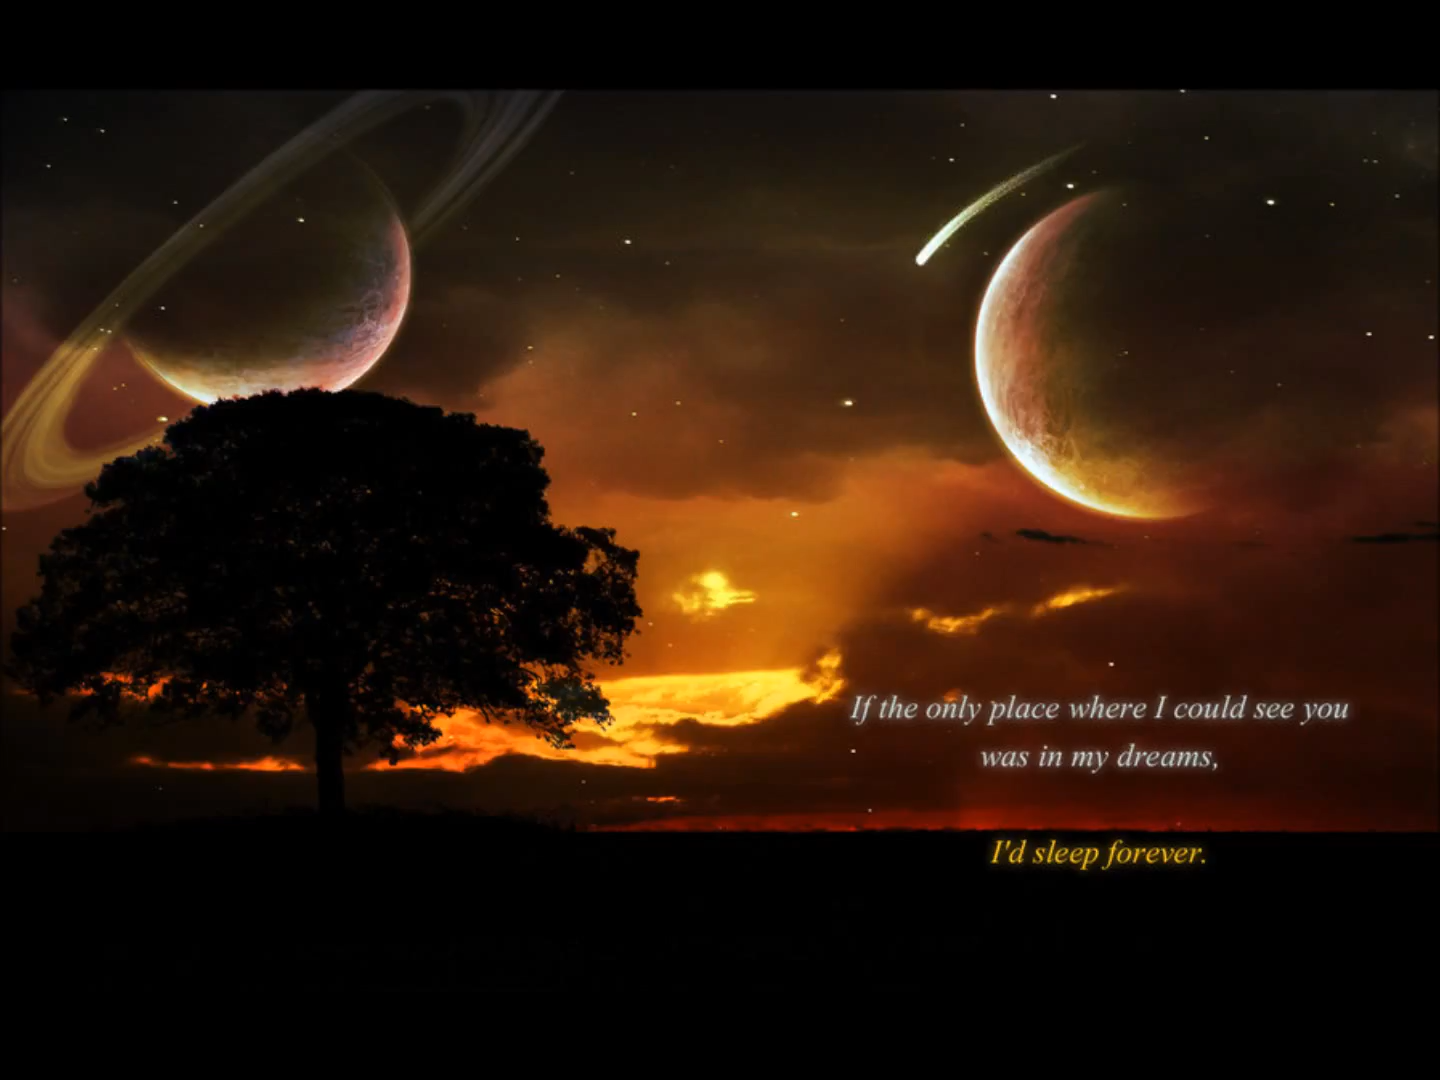 If the only place where I could see you
was in my dreams,
I'd sleep forever.